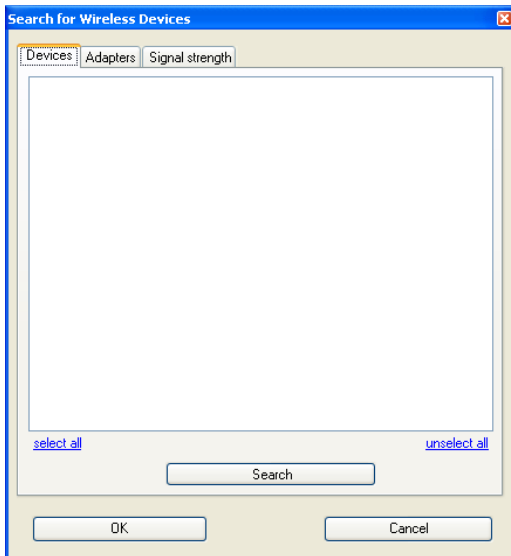 Search for Wireless Devices
Devices Adapters Signal strength
select all unselect all
Search
OK Cancel